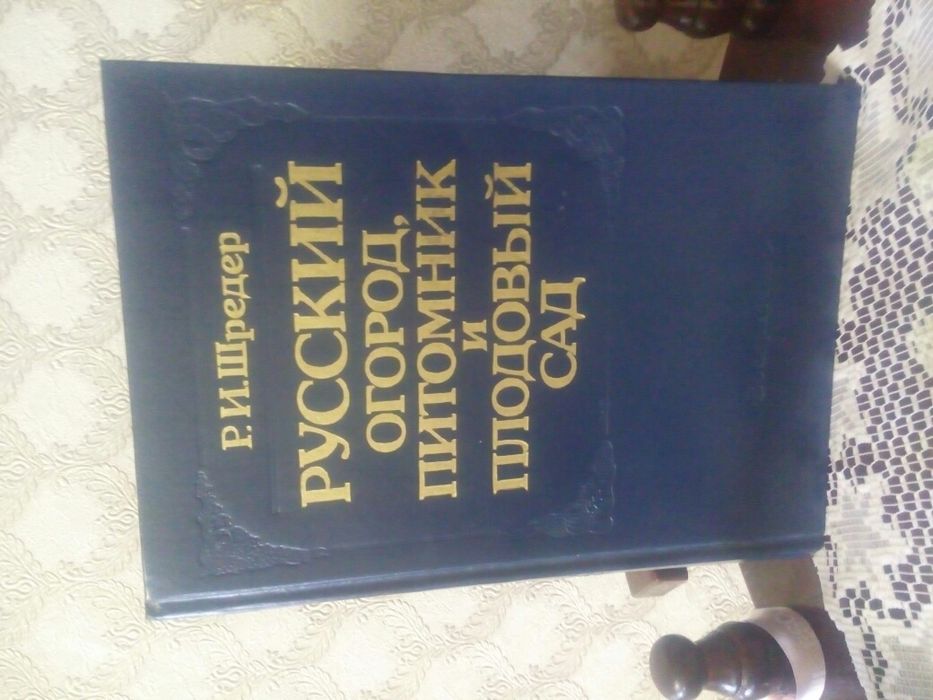 Р.И.Шредер
РУССКИЙ
ОГОРОД,
ПИТОМНИК
И
ПЛОДОВЫЙ
САД